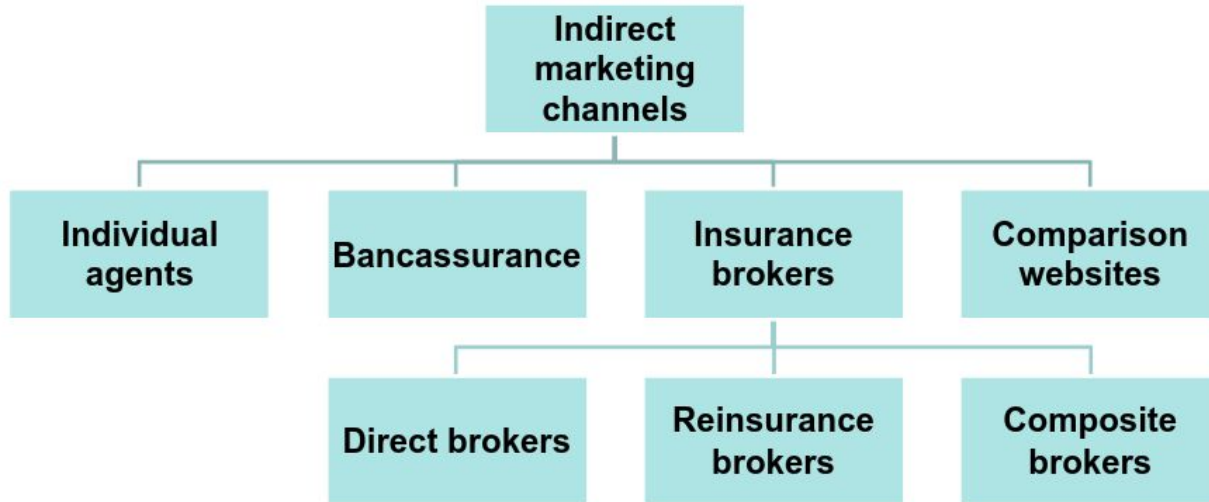 Indirect
marketing
channels
Individual
agents
Bancassurance
Insurance
brokers
Comparison
websites
Direct brokers
Reinsurance
brokers
Composite
brokers